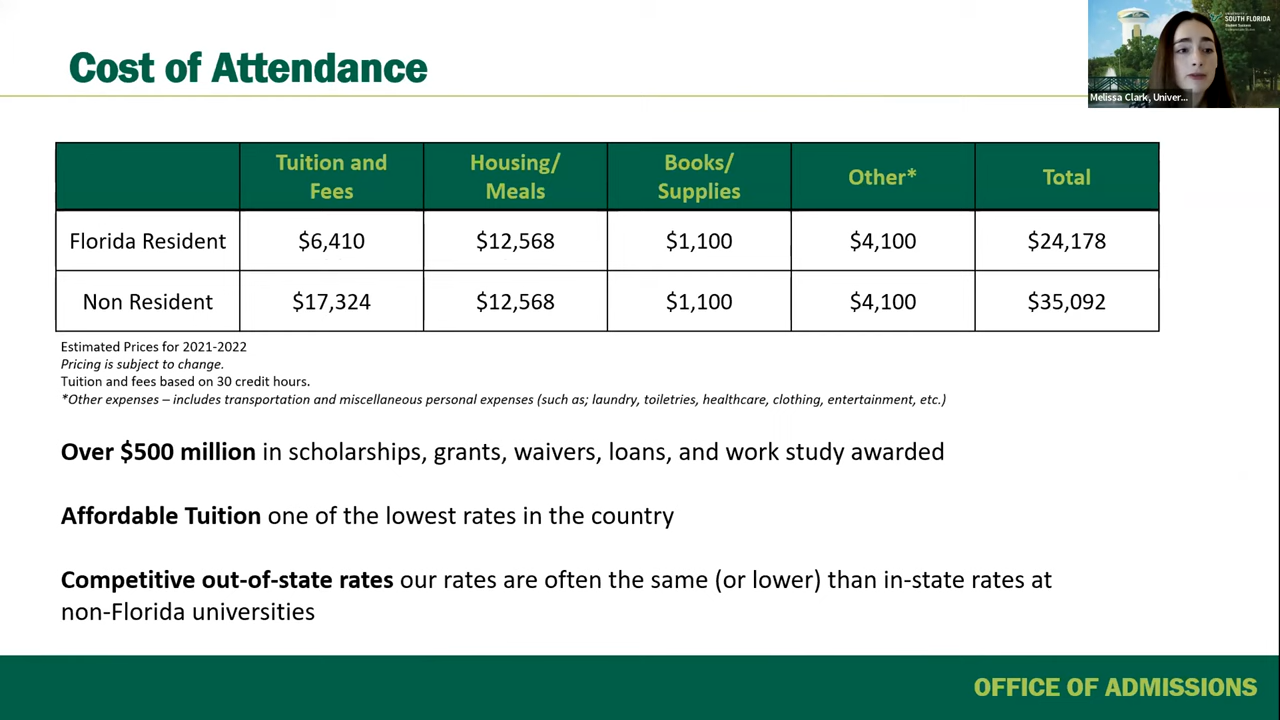 Cost of Attendance
UNIVERSITY of
SOUTH FLORIDA
Student Success
Melissa Clark, Univer...
Tuition and Fees Housing/ Meals Books/ Supplies Other* Total
Florida Resident $6,410 $12,568 $1,100 $4,100 $24,178
Non Resident $17,324 $12,568 $1,100 $4,100 $35,092
Estimated Prices for 2021-2022
Pricing is subject to change.
Tuition and fees based on 30 credit hours.
*Other expenses – includes transportation and miscellaneous personal expenses (such as; laundry, toiletries, healthcare, clothing, entertainment, etc.)
Over $500 million in scholarships, grants, waivers, loans, and work study awarded
Affordable Tuition one of the lowest rates in the country
Competitive out-of-state rates our rates are often the same (or lower) than in-state rates at
non-Florida universities
OFFICE OF ADMISSIONS